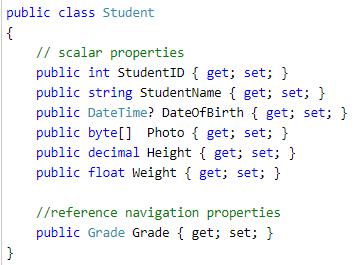 public class Student
{
    // scalar properties
    public int StudentID { get; set; }
    public string StudentName { get; set; }
    public DateTime? DateOfBirth { get; set; }
    public byte[]  Photo { get; set; }
    public decimal Height { get; set; }
    public float Weight { get; set; }

    //reference navigation properties
    public Grade Grade { get; set; }
}